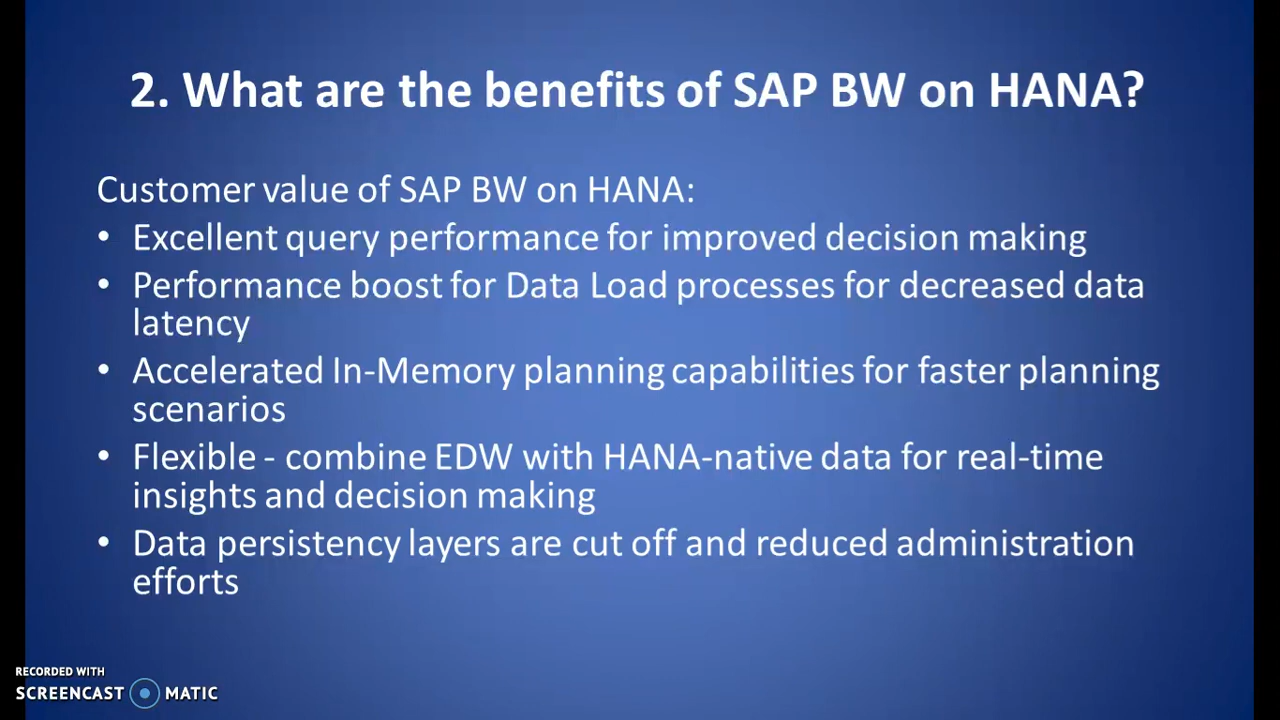 2. What are the benefits of SAP BW on HANA?
Customer value of SAP BW on HANA:
• Excellent query performance for improved decision making
• Performance boost for Data Load processes for decreased data
latency
• Accelerated In-Memory planning capabilities for faster planning
scenarios
• Flexible - combine EDW with HANA-native data for real-time
insights and decision making
• Data persistency layers are cut off and reduced administration
efforts
RECORDED WITH
SCREENCAST MATIC